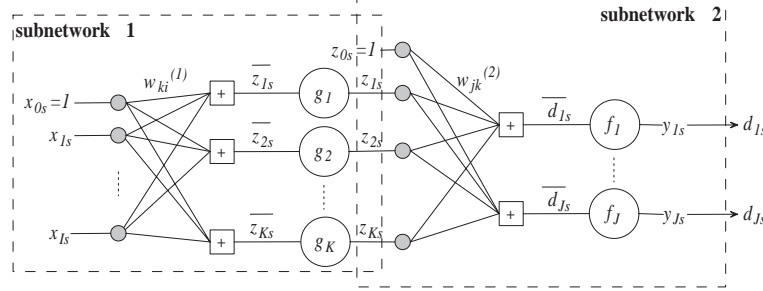 subnetwork 1
subnetwork 2
z0s=1
wki(1)
z1s
g1
z1s
wjk(2)
x0s=1
+
x1s
+
z2s
g2
z2s
+
d1s
f1
y1s
d1s
xIs
+
zKs
gK
zKs
+
dJs
fJ
yJs
dJs